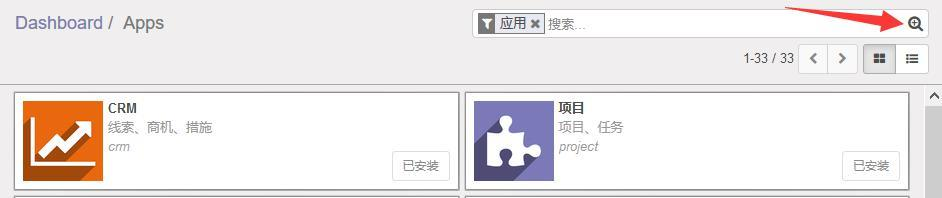 Dashboard / Apps
应用 搜索...
1-33 / 33
CRM
线索、商机、措施
crm
已安装
项目
项目、任务
project
已安装